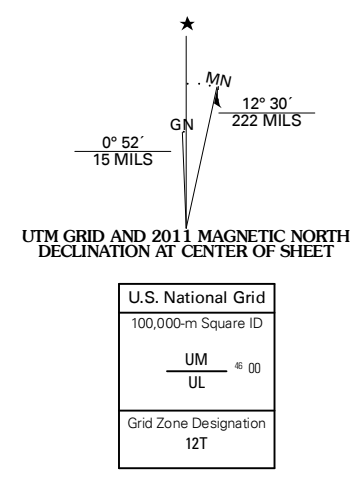 MN
12° 30´
222 MILS
GN
0° 52´
15 MILS
UTM GRID AND 2011 MAGNETIC NORTH
DECLINATION AT CENTER OF SHEET
U.S. National Grid
100,000-m Square ID
UM
46 00
UL
Grid Zone Designation
12T